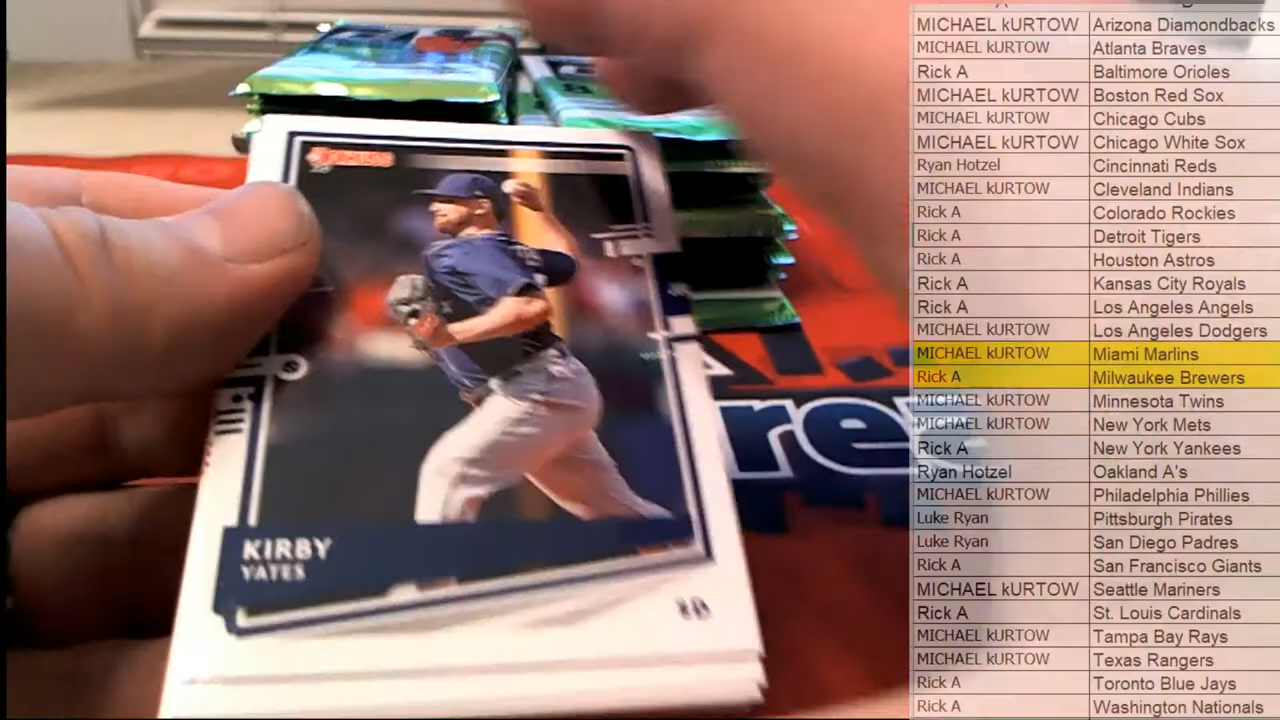 KIRBY
YATES
MICHAEL kURTOW Arizona Diamondbacks
MICHAEL kURTOW Atlanta Braves
Rick A Baltimore Orioles
MICHAEL kURTOW Boston Red Sox
MICHAEL kURTOW Chicago Cubs
MICHAEL kURTOW Chicago White Sox
Ryan Hotzel Cincinnati Reds
MICHAEL kURTOW Cleveland Indians
Rick A Colorado Rockies
Rick A Detroit Tigers
Rick A Houston Astros
Rick A Kansas City Royals
Rick A Los Angeles Angels
MICHAEL kURTOW Los Angeles Dodgers
MICHAEL kURTOW Miami Marlins
Rick A Milwaukee Brewers
MICHAEL kURTOW Minnesota Twins
MICHAEL kURTOW New York Mets
Rick A New York Yankees
Ryan Hotzel Oakland A's
MICHAEL kURTOW Philadelphia Phillies
Luke Ryan Pittsburgh Pirates
Luke Ryan San Diego Padres
Rick A San Francisco Giants
MICHAEL kURTOW Seattle Mariners
Rick A St. Louis Cardinals
MICHAEL kURTOW Tampa Bay Rays
MICHAEL kURTOW Texas Rangers
Rick A Toronto Blue Jays
Rick A Washington Nationals